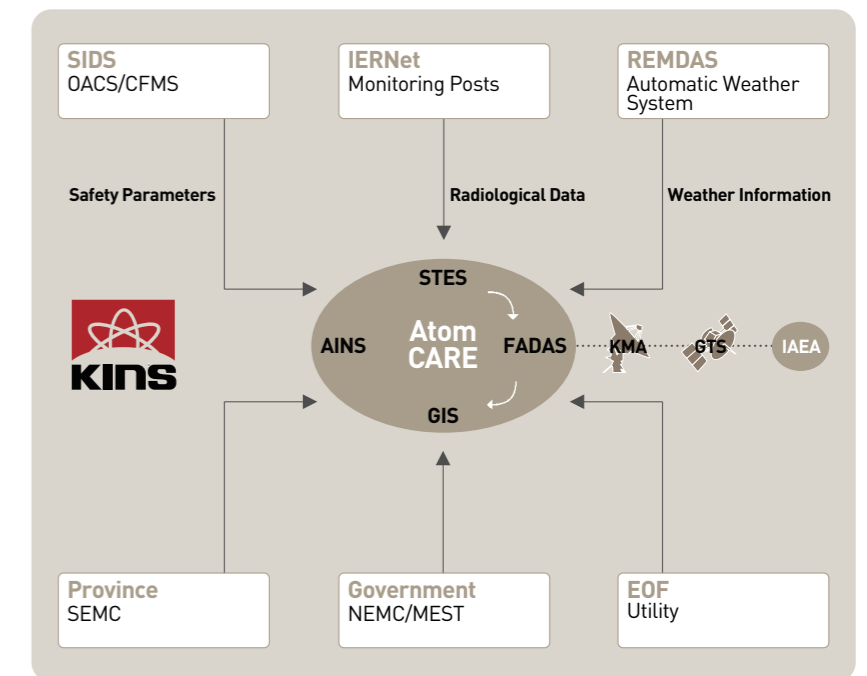 SIDS
OACS/CFMS
IERNet
Monitoring Posts
REMDAS
Automatic Weather
System
Safety Parameters
Radiological Data
Weather Information
STES
AINS
Atom
CARE
FADAS
KMA
GTS
IAEA
GIS
KINS
Province
SEMC
Government
NEMC/MEST
EOF
Utility